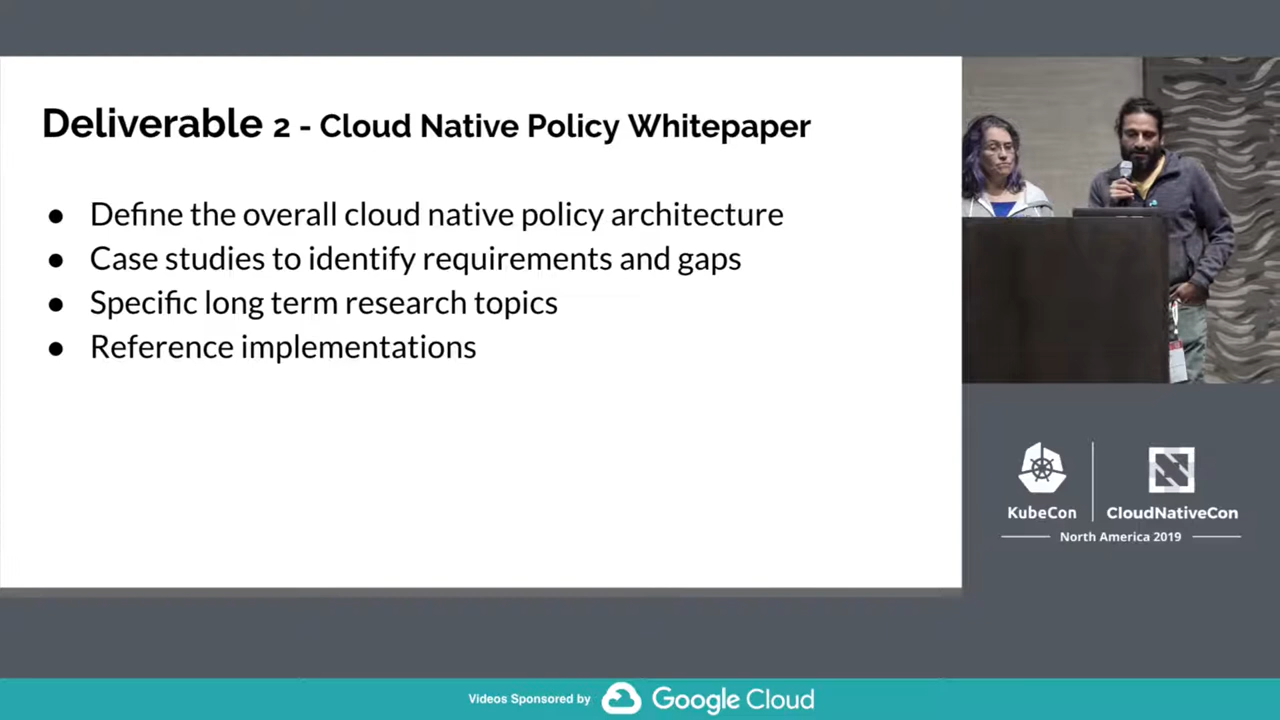 Deliverable 2 - Cloud Native Policy Whitepaper
● Define the overall cloud native policy architecture
● Case studies to identify requirements and gaps
● Specific long term research topics
● Reference implementations
KubeCon
CloudNativeCon
North America 2019
Videos Sponsored by Google Cloud